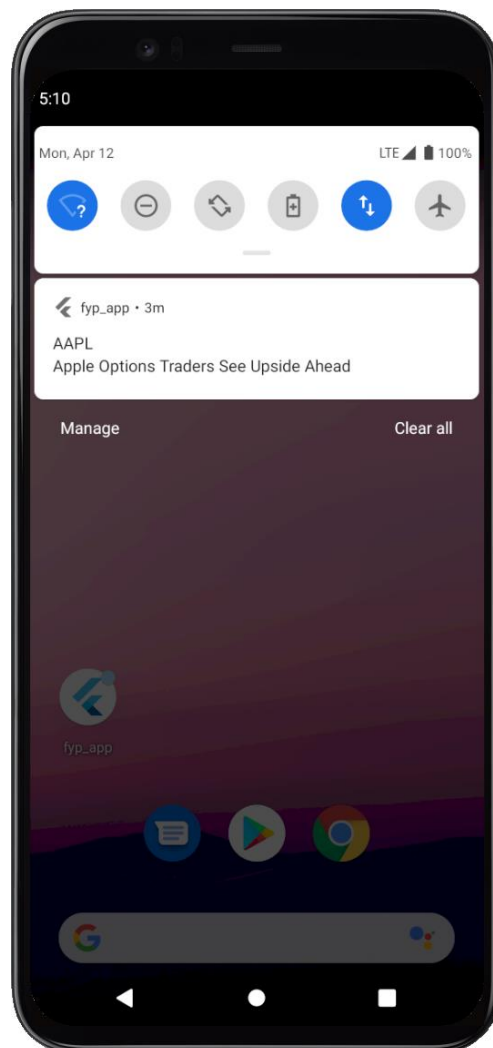 5:10
Mon, Apr 12 LTE 100%
?
fyp_app • 3m
AAPL
Apple Options Traders See Upside Ahead
Manage Clear all
fyp_app
G